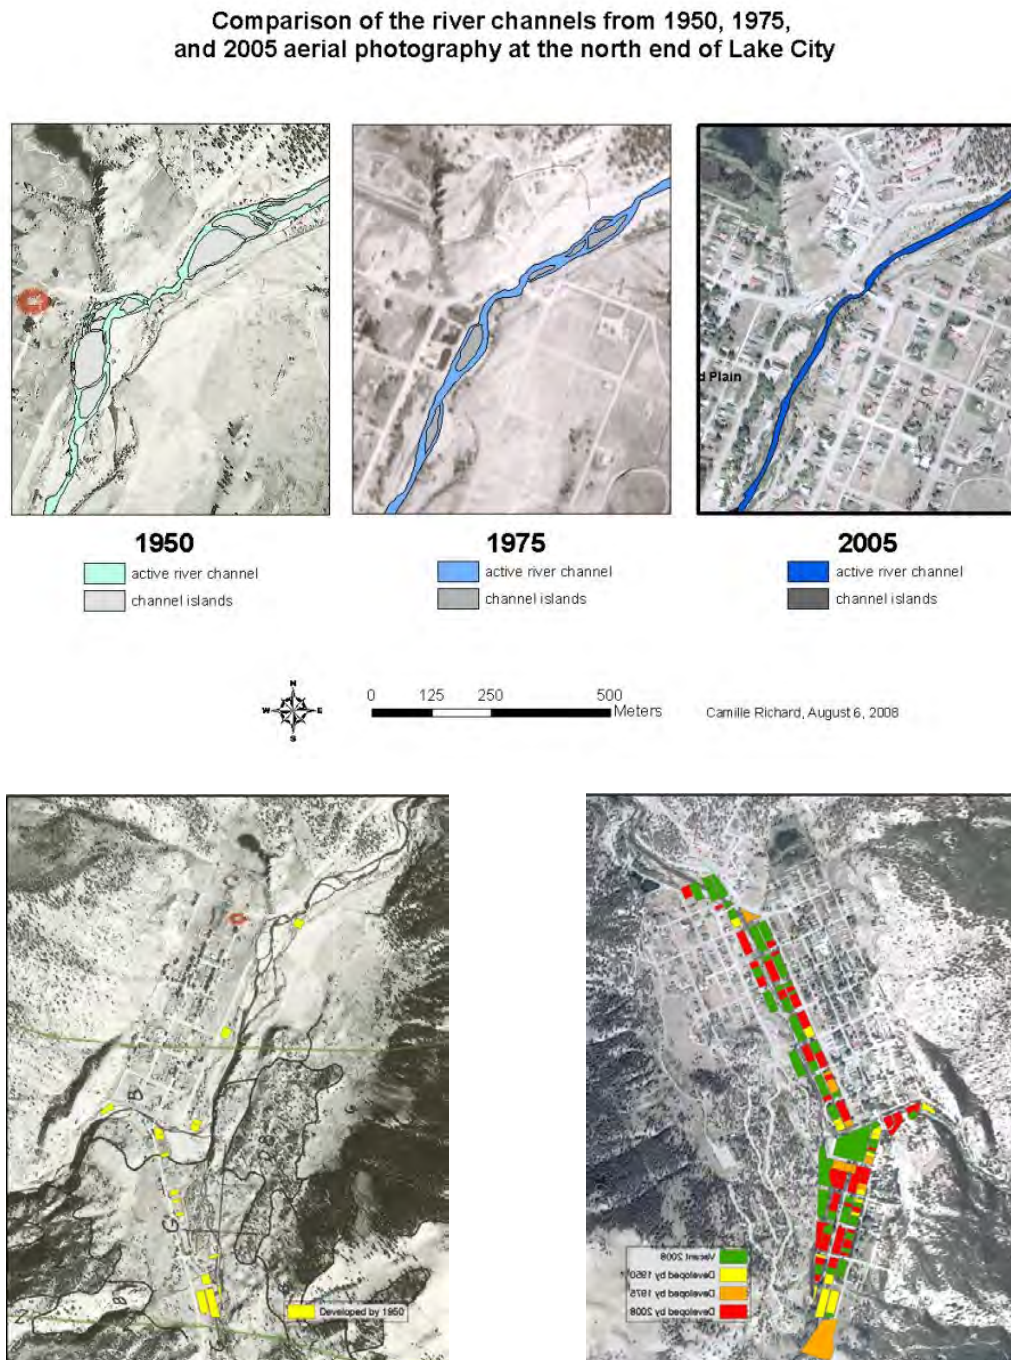 Comparison of the river channels from 1950, 1975,
and 2005 aerial photography at the north end of Lake City
d Plain
1950
active river channel
channel islands
1975
active river channel
channel islands
2005
active river channel
channel islands
N
W E
S
0 125 250 500
Meters
Camille Richard, August 6, 2008
B
G
B
B
G
B
Developed by 1950
Vacant 2008
Developed by 1950
Developed by 1975
Developed by 2008